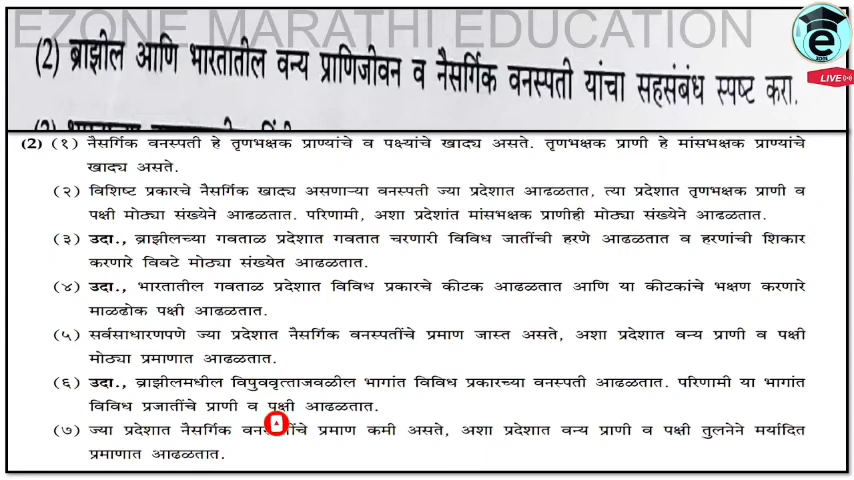 EZONE MARATHI EDUCATION
e
EZONE
LIVE
(2) ब्राझील आणि भारतातील वन्य प्राणिजीवन व नैसर्गिक वनस्पती यांचा सहसंबंध स्पष्ट करा.
(2) (१) नैसर्गिक वनस्पती हे तृणभक्षक प्राण्यांचे व पक्ष्यांचे खाद्य असते. तृणभक्षक प्राणी हे मांसभक्षक प्राण्यांचे
खाद्य असते.
(२) विशिष्ट प्रकारचे नैसर्गिक खाद्य असणाऱ्या वनस्पती ज्या प्रदेशात आढळतात, त्या प्रदेशात तृणभक्षक प्राणी व
पक्षी मोठ्या संख्येने आढळतात. परिणामी, अशा प्रदेशांत मांसभक्षक प्राणीही मोठ्या संख्येने आढळतात.
(३) उदा., ब्राझीलच्या गवताळ प्रदेशात गवतात चरणारी विविध जातींची हरणे आढळतात व हरणांची शिकार
करणारे बिबटे मोठ्या संख्येत आढळतात.
(४) उदा., भारतातील गवताळ प्रदेशात विविध प्रकारचे कीटक आढळतात आणि या कीटकांचे भक्षण करणारे
माळढोक पक्षी आढळतात.
(५) सर्वसाधारणपणे ज्या प्रदेशात नैसर्गिक वनस्पतींचे प्रमाण जास्त असते, अशा प्रदेशात वन्य प्राणी व पक्षी
मोठ्या प्रमाणात आढळतात.
(६) उदा., ब्राझीलमधील विषुववृत्ताजवळील भागांत विविध प्रकारच्या वनस्पती आढळतात. परिणामी या भागांत
विविध प्रजातींचे प्राणी व पक्षी आढळतात.
(७) ज्या प्रदेशात नैसर्गिक प्रमाण कमी असते, अशा प्रदेशात वन्य प्राणी व पक्षी तुलनेने मर्यादित
प्रमाणात आढळतात.